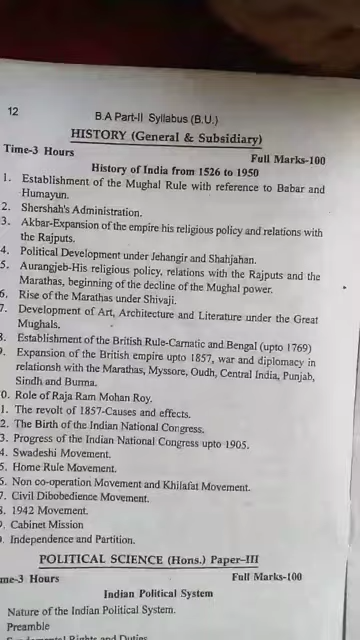 12
B.A Part-II Syllabus (B.U.)
HISTORY (General & Subsidiary)
Time-3 Hours Full Marks-100
History of India from 1526 to 1950
1. Establishment of the Mughal Rule with reference to Babar and
Humayun.
2. Shershah's Administration.
3. Akbar-Expansion of the empire his religious policy and relations with
the Rajputs.
4. Political Development under Jehangir and Shahjahan.
5. Aurangjeb-His religious policy, relations with the Rajputs and the
Marathas, beginning of the decline of the Mughal power.
6. Rise of the Marathas under Shivaji.
7. Development of Art, Architecture and Literature under the Great
Mughals.
8. Establishment of the British Rule-Carnatic and Bengal (upto 1769)
9. Expansion of the British empire upto 1857, war and diplomacy in
relationsh with the Marathas, Myssore, Oudh, Central India, Punjab,
Sindh and Burma.
0. Role of Raja Ram Mohan Roy.
1. The revolt of 1857-Causes and effects.
2. The Birth of the Indian National Congress.
3. Progress of the Indian National Congress upto 1905.
4. Swadeshi Movement.
5. Home Rule Movement.
6. Non co-operation Movement and Khilafat Movement.
7. Civil Dibobedience Movement.
8. 1942 Movement.
9. Cabinet Mission
. Independence and Partition.
POLITICAL SCIENCE (Hons.) Paper-III
me-3 Hours Full Marks-100
Indian Political System
Nature of the Indian Political System.
Preamble
Fundamental Rights and Duties